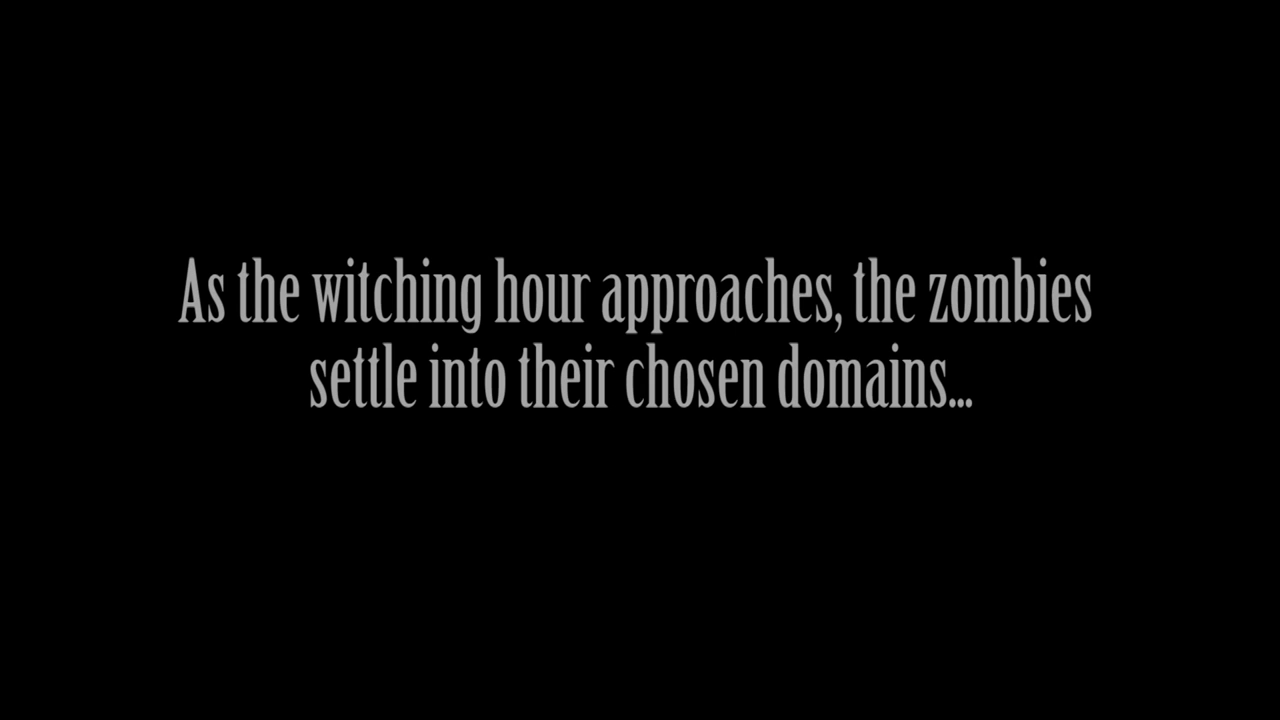 As the witching hour approaches, the zombies
settle into their chosen domains...